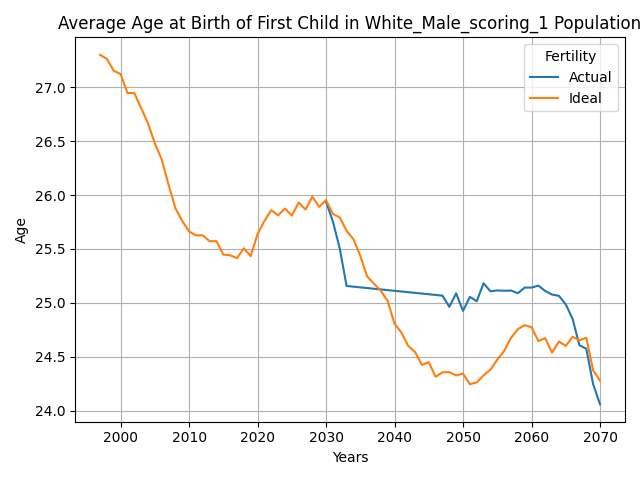 Average Age at Birth of First Child in White_Male_scoring_1 Population
Fertility
Actual
Ideal
Age
27.0
26.5
26.0
25.5
25.0
24.5
24.0
2000 2010 2020 2030 2040 2050 2060 2070
Years